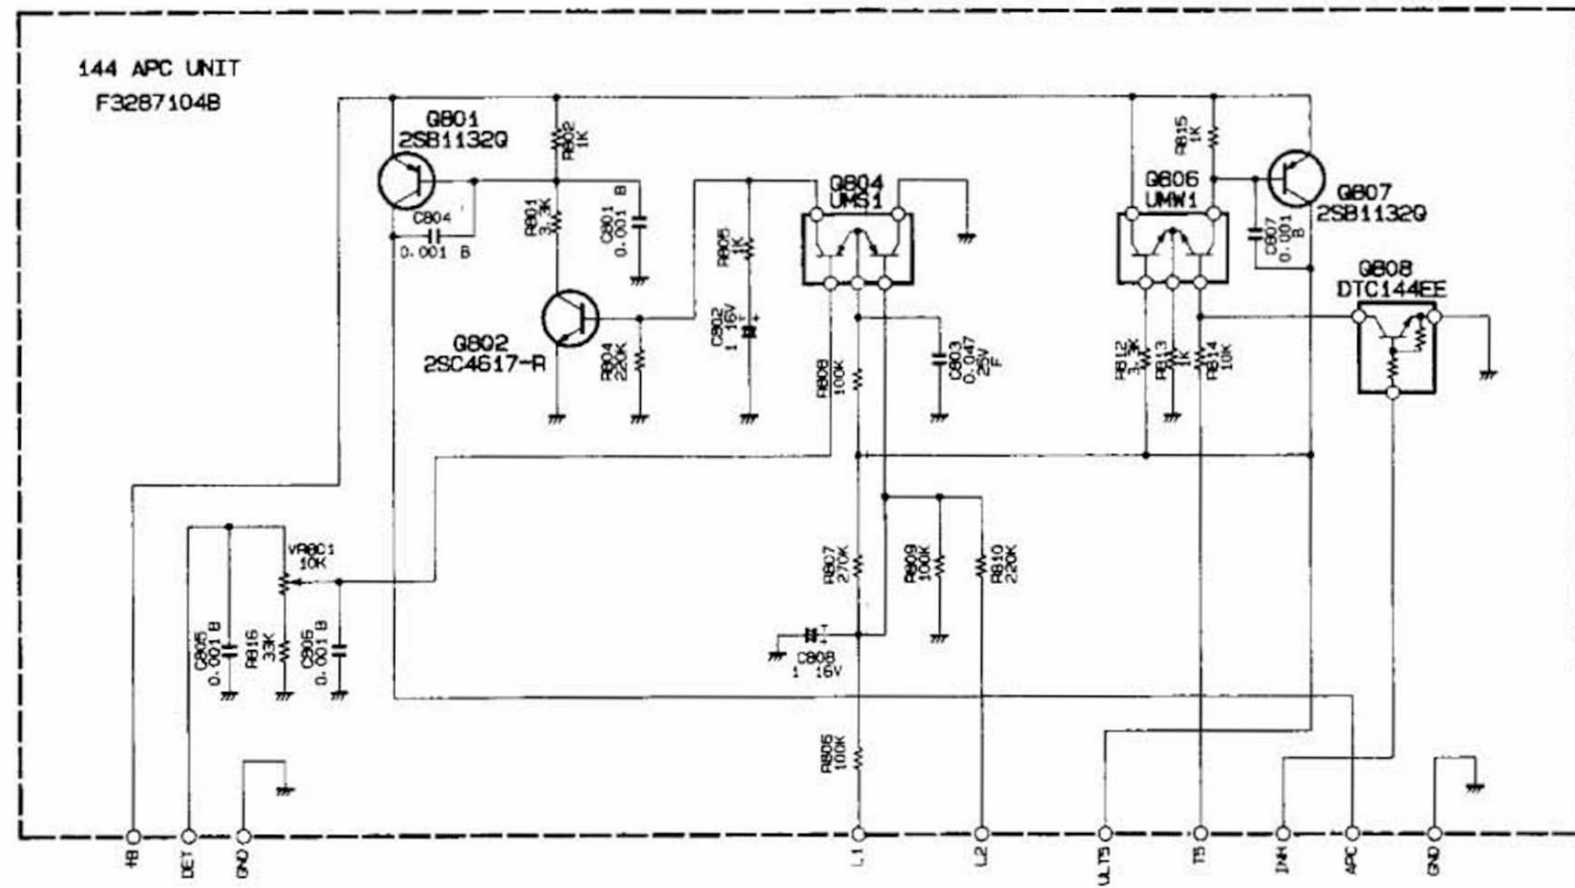 144 APC UNIT
F3287104B
Q801
2SB1132Q
R802
1K
C804
0.001 B
R801
3.3K
C801
0.001 B
Q802
2SC4617-R
R804
220K
R805
1K
C802
1 16V
Q804
UMS1
R808
100K
C803
0.047
25V
F
Q806
UMW1
R815
1K
Q807
2SB1132Q
C807
0.001
B
Q808
DTC144EE
R812
3.3K
R813
1K
R814
10K
VR801
10K
C805
0.001 B
R816
33K
C806
0.001 B
R807
270K
R809
100K
R810
220K
C808
1 16V
R806
100K
+B
DET
GND
L1
L2
ULT5
T5
INH
APC
GND